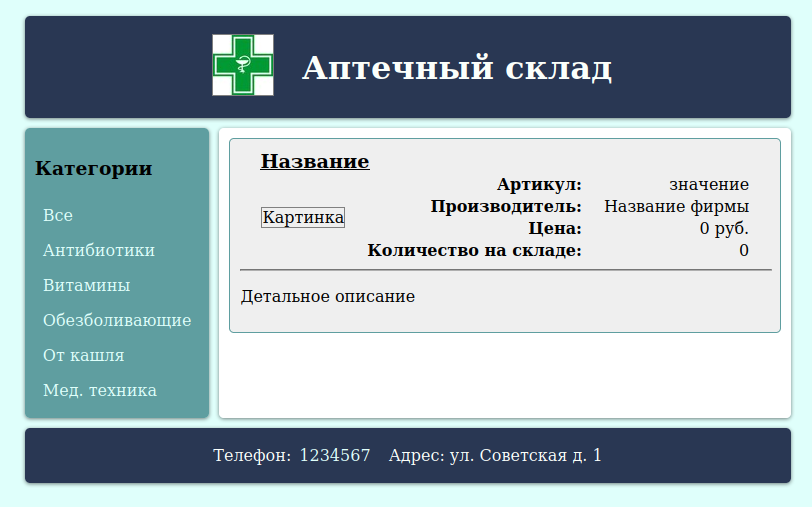 Аптечный склад
Категории
Все
Антибиотики
Витамины
Обезболивающие
От кашля
Мед. техника
Название
Картинка
Артикул: значение
Производитель: Название фирмы
Цена: 0 руб.
Количество на складе: 0
Детальное описание
Телефон: 1234567 Адрес: ул. Советская д. 1